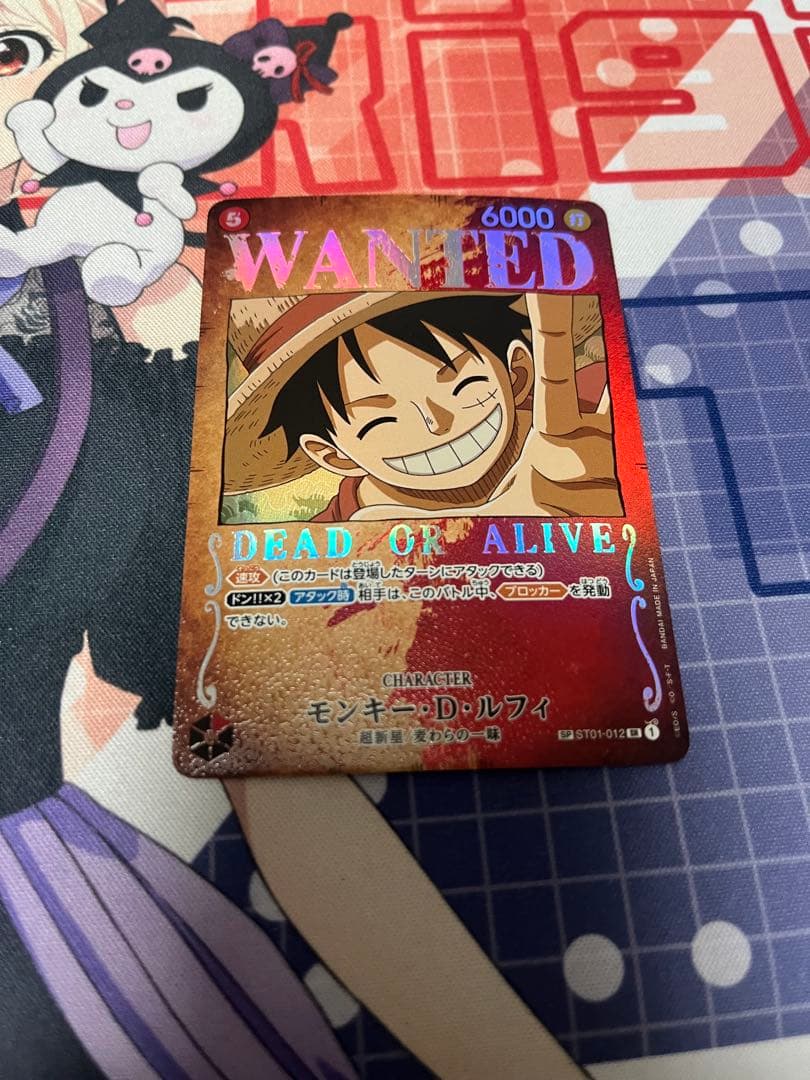 5 6000 打
WANTED
DEAD OR ALIVE
速攻 (このカードは登場したターンにアタックできる)
ドン!!×2 アタック時 相手は、このバトル中、ブロッカー を発動
できない。
CHARACTER
モンキー・D・ルフィ
超新星 麦わらの一味
SP ST01-012 SR 1
©EO/S ©O S・F・T BANDAI MADE IN JAPAN